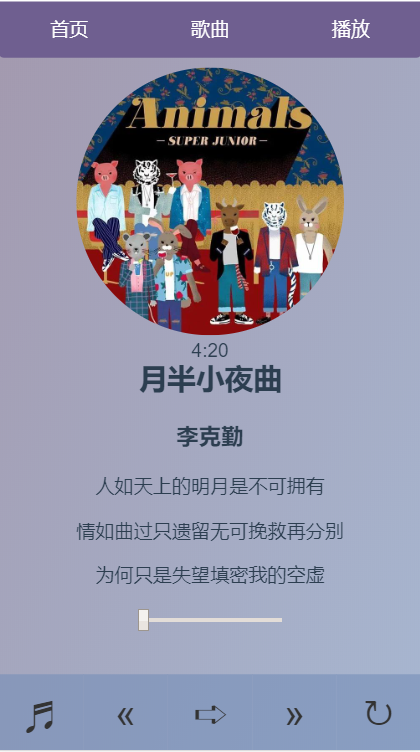 首页 歌曲 播放
Animals
SUPER JUNIOR
4:20
月半小夜曲
李克勤
人如天上的明月是不可拥有
情如曲过只遗留无可挽救再分别
为何只是失望填密我的空虚